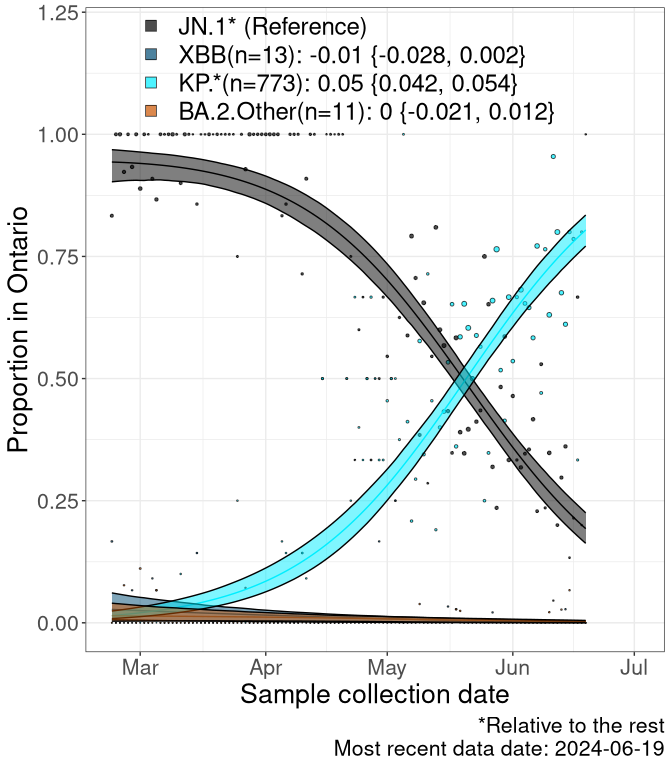 JN.1* (Reference)
XBB(n=13): -0.01 {-0.028, 0.002}
KP.*(n=773): 0.05 {0.042, 0.054}
BA.2.Other(n=11): 0 {-0.021, 0.012}
1.25
1.00
0.75
0.50
0.25
0.00
Proportion in Ontario
Mar Apr May Jun Jul
Sample collection date
*Relative to the rest
Most recent data date: 2024-06-19